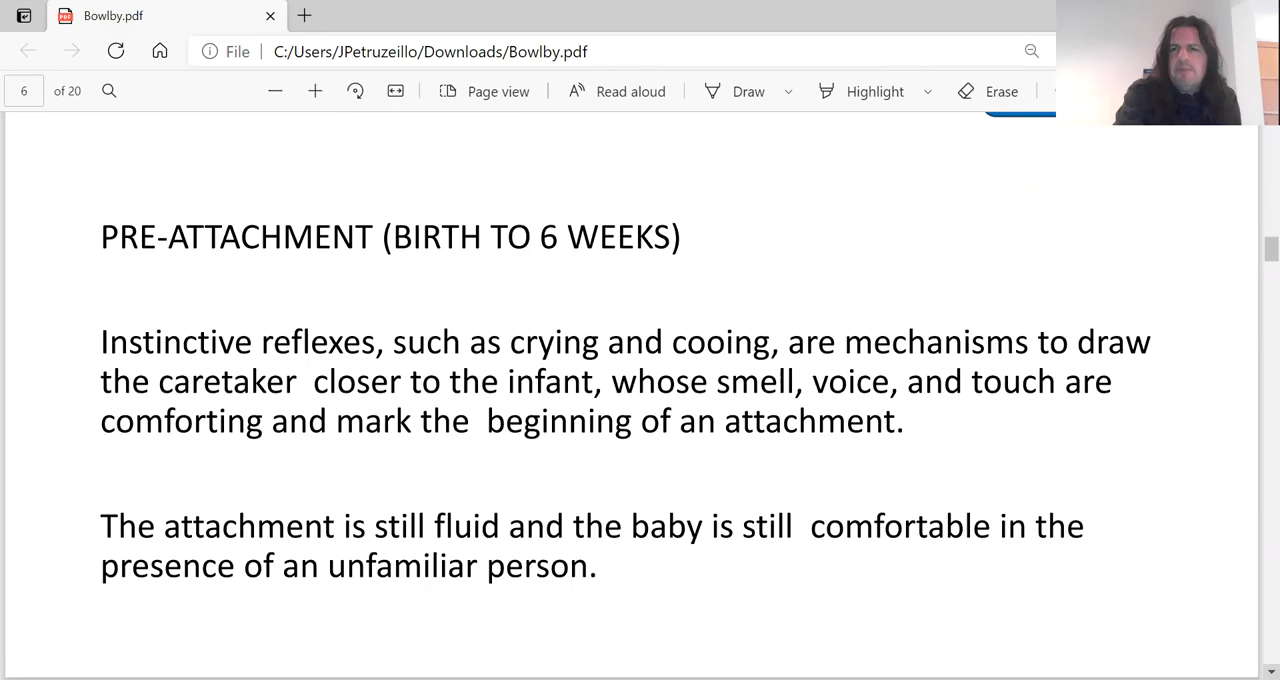 Bowlby.pdf
File C:/Users/JPetruzeillo/Downloads/Bowlby.pdf
6 of 20 Page view Read aloud Draw Highlight Erase
PRE-ATTACHMENT (BIRTH TO 6 WEEKS)
Instinctive reflexes, such as crying and cooing, are mechanisms to draw
the caretaker  closer to the infant, whose smell, voice, and touch are
comforting and mark the  beginning of an attachment.
The attachment is still fluid and the baby is still  comfortable in the
presence of an unfamiliar person.